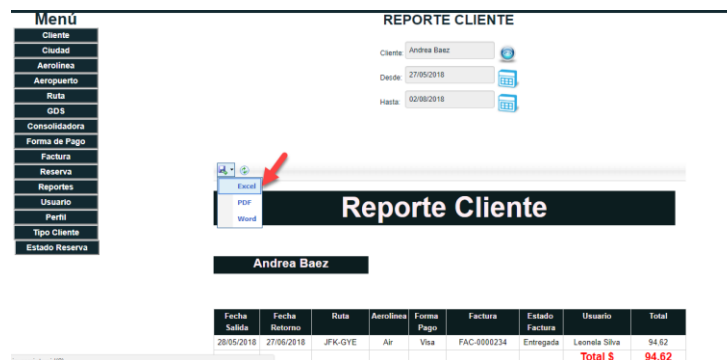 Menú
Cliente
Ciudad
Aerolinea
Aeropuerto
Ruta
GDS
Consolidadora
Forma de Pago
Factura
Reserva
Reportes
Usuario
Perfil
Tipo Cliente
Estado Reserva
REPORTE CLIENTE
Cliente: Andrea Baez
Desde: 27/05/2018
Hasta: 02/08/2018
Excel
PDF
Word
Reporte Cliente
Andrea Baez
Fecha Salida Fecha Retorno Ruta Aerolinea Forma Pago Factura Estado Factura Usuario Total
28/05/2018 27/06/2018 JFK-GYE Air Visa FAC-0000234 Entregada Leonela Silva 94,62
Total $ 94,62